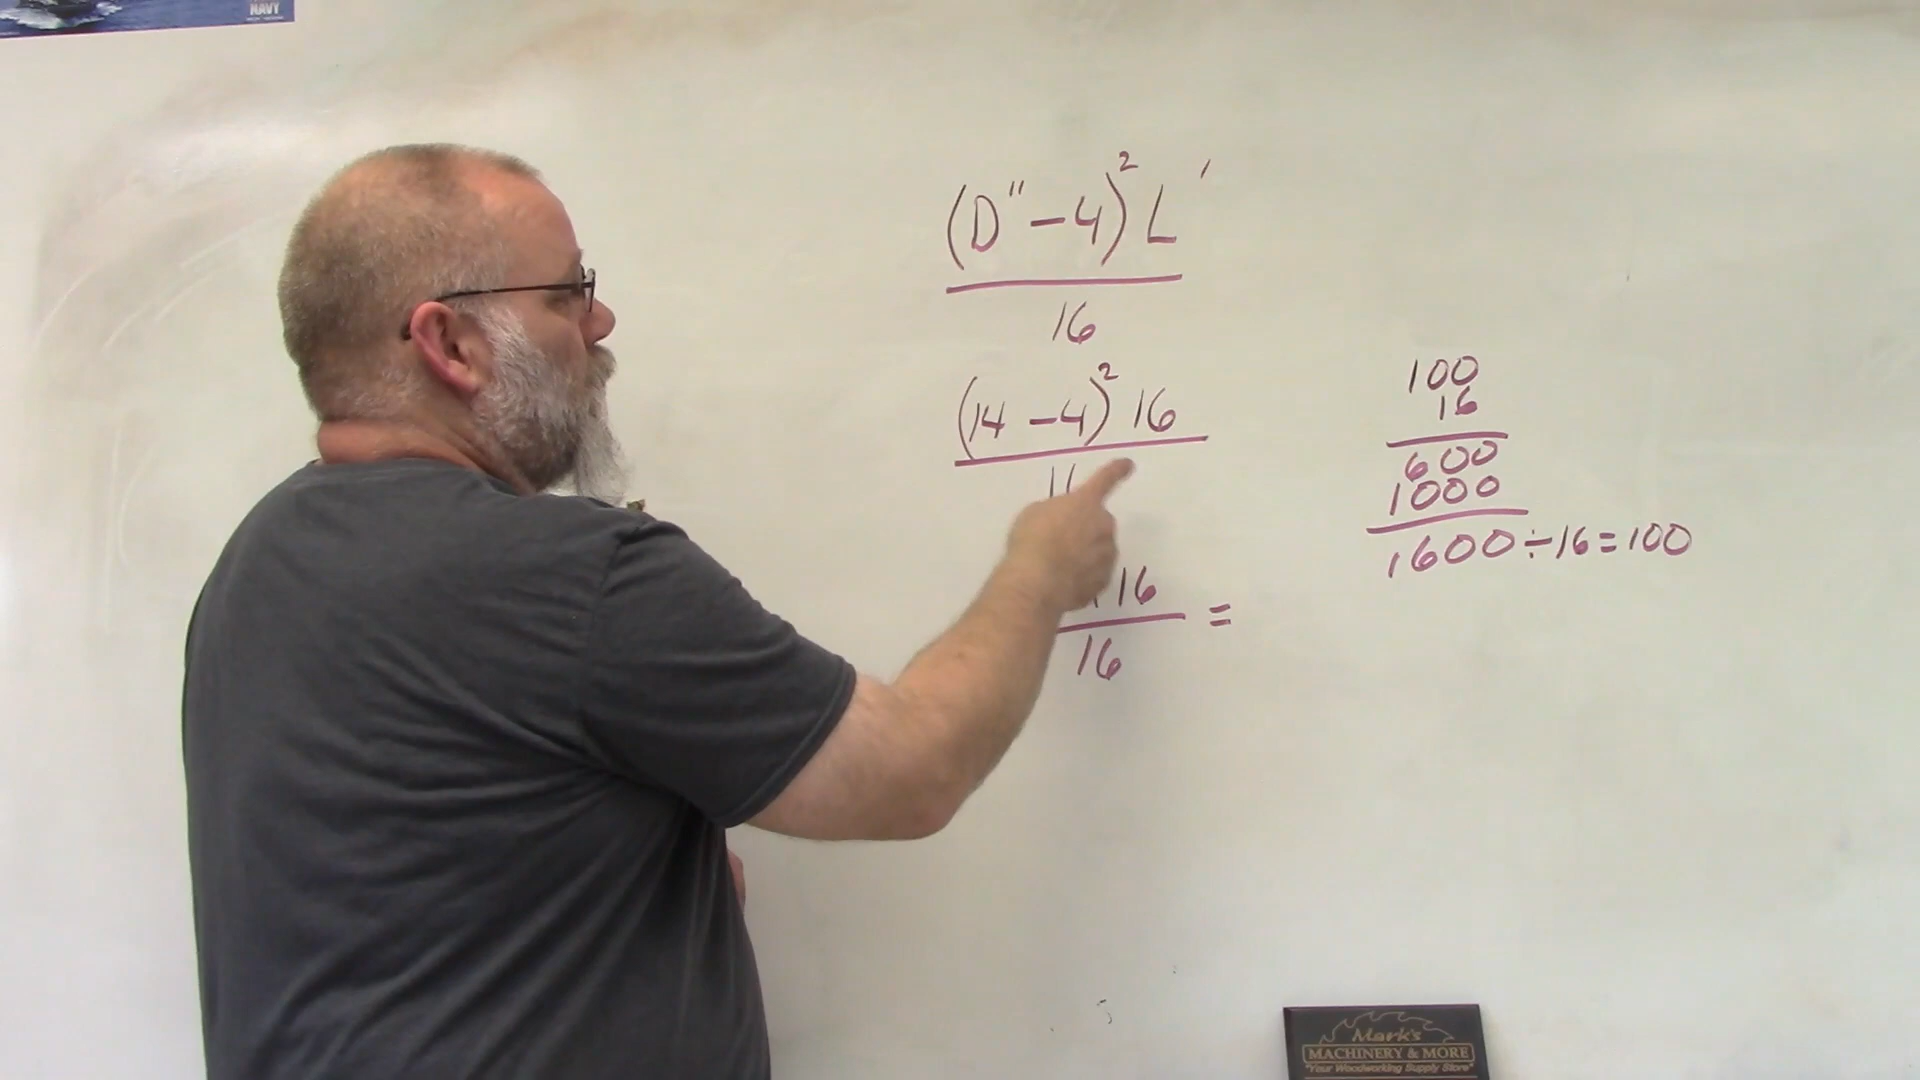 NAVY
(D" - 4)² L '
16
(14 - 4)² 16
16
16
=
100
16
600
1000
1600 ÷ 16 = 100
Mark's
MACHINERY & MORE
"Your Woodworking Supply Store"